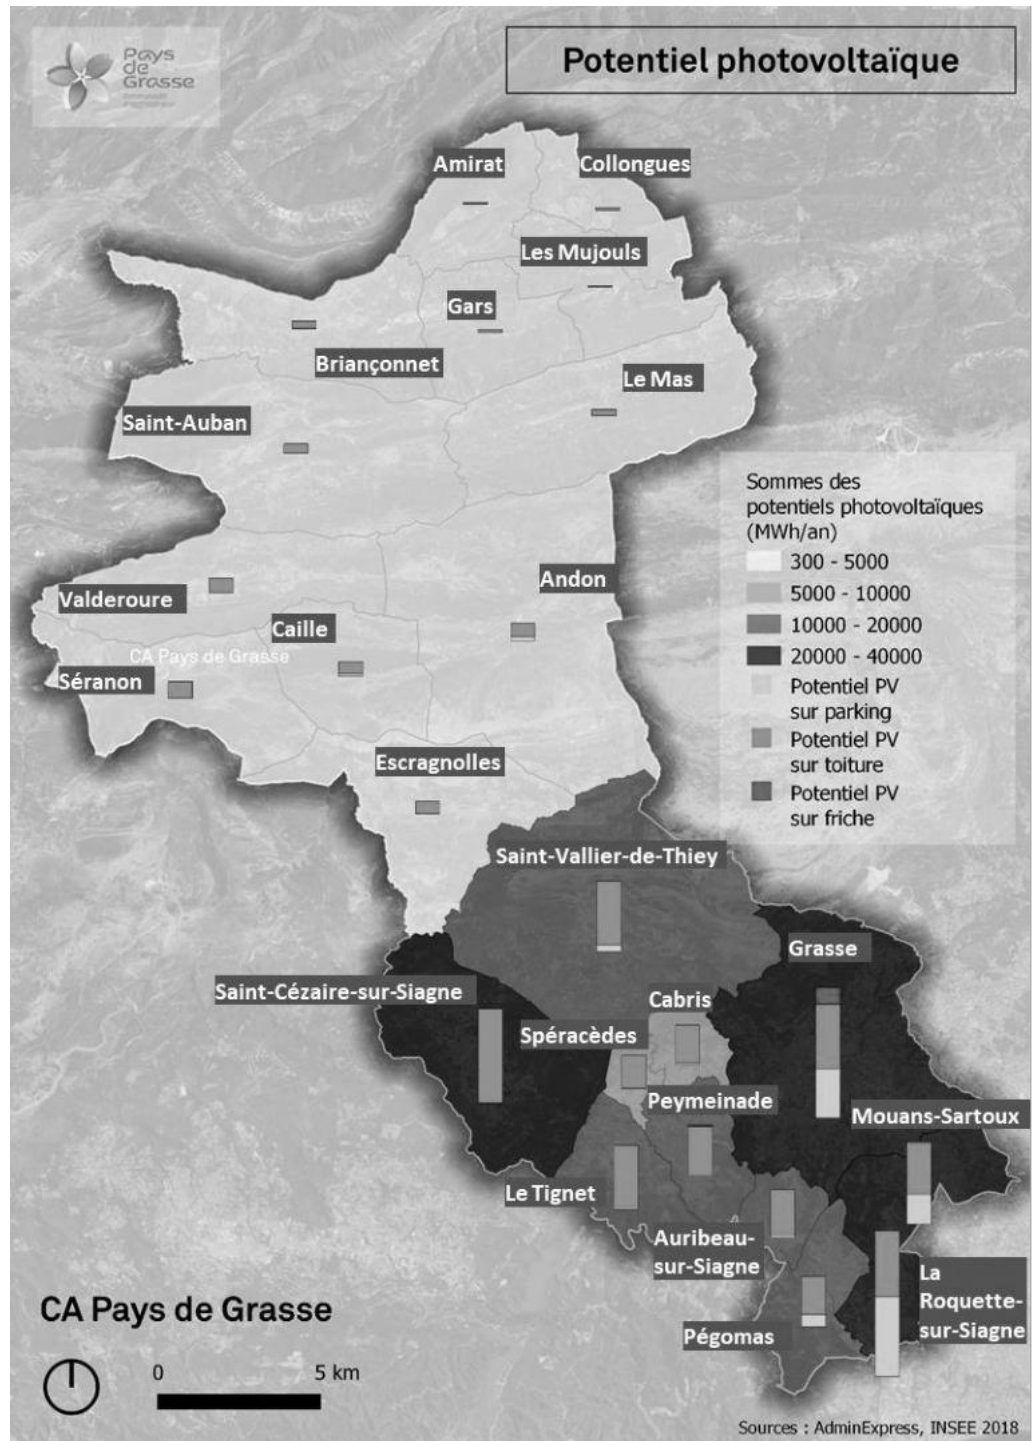 Pays
de
Grasse
Potentiel photovoltaïque
Amirat
Collongues
Les Mujouls
Gars
Briançonnet
Le Mas
Saint-Auban
Sommes des
potentiels photovoltaïques
(MWh/an)
300 - 5000
5000 - 10000
10000 - 20000
20000 - 40000
Potentiel PV
sur parking
Potentiel PV
sur toiture
Potentiel PV
sur friche
Andon
Valderoure
Caille
CA Pays de Grasse
Séranon
Escragnolles
Saint-Vallier-de-Thiey
Grasse
Saint-Cézaire-sur-Siagne
Cabris
Spéracèdes
Peymeinade
Mouans-Sartoux
Le Tignet
Auribeau-
sur-Siagne
La
Roquette-
sur-Siagne
Pégomas
CA Pays de Grasse
0 5 km
Sources : AdminExpress, INSEE 2018